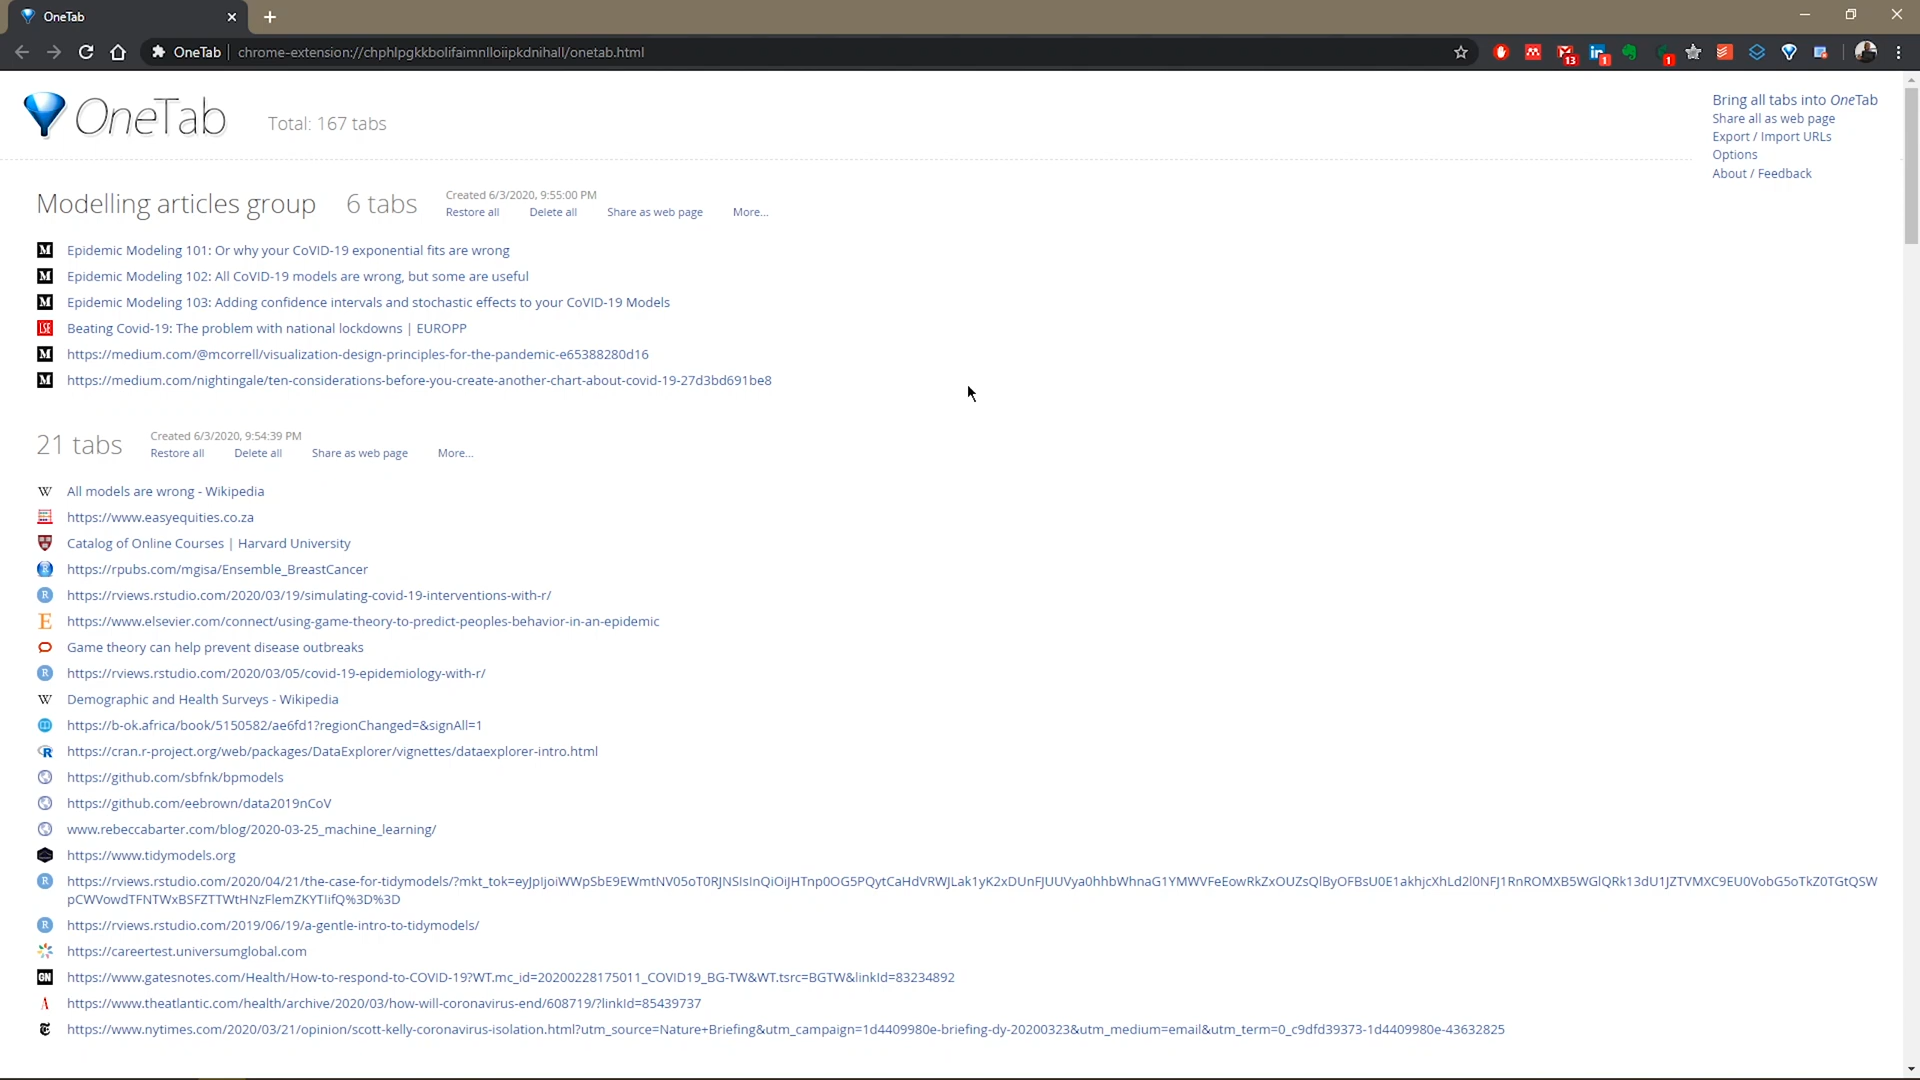 OneTab
OneTab chrome-extension://chphlpgkkbolifaimnlloiipkdnihall/onetab.html
13
1
1
OneTab
Total: 167 tabs
Bring all tabs into OneTab
Share all as web page
Export / Import URLs
Options
About / Feedback
Modelling articles group 6 tabs
Created 6/3/2020, 9:55:00 PM
Restore all Delete all Share as web page More...
M Epidemic Modeling 101: Or why your CoVID-19 exponential fits are wrong
M Epidemic Modeling 102: All CoVID-19 models are wrong, but some are useful
M Epidemic Modeling 103: Adding confidence intervals and stochastic effects to your CoVID-19 Models
LSE Beating Covid-19: The problem with national lockdowns | EUROPP
M https://medium.com/@mcorrell/visualization-design-principles-for-the-pandemic-e65388280d16
M https://medium.com/nightingale/ten-considerations-before-you-create-another-chart-about-covid-19-27d3bd691be8
21 tabs
Created 6/3/2020, 9:54:39 PM
Restore all Delete all Share as web page More...
W All models are wrong - Wikipedia
https://www.easyequities.co.za
Catalog of Online Courses | Harvard University
R https://rpubs.com/mgisa/Ensemble_BreastCancer
R https://rviews.rstudio.com/2020/03/19/simulating-covid-19-interventions-with-r/
E https://www.elsevier.com/connect/using-game-theory-to-predict-peoples-behavior-in-an-epidemic
Game theory can help prevent disease outbreaks
R https://rviews.rstudio.com/2020/03/05/covid-19-epidemiology-with-r/
W Demographic and Health Surveys - Wikipedia
https://b-ok.africa/book/5150582/ae6fd1?regionChanged=&signAll=1
R https://cran.r-project.org/web/packages/DataExplorer/vignettes/dataexplorer-intro.html
https://github.com/sbfnk/bpmodels
https://github.com/eebrown/data2019nCoV
www.rebeccabarter.com/blog/2020-03-25_machine_learning/
https://www.tidymodels.org
R https://rviews.rstudio.com/2020/04/21/the-case-for-tidymodels/?mkt_tok=eyJpIjoiWWpSbE9EWmtNV05oT0RJNSIsInQiOiJHTnp0OG5PQytCaHdVRWJLak1yK2xDUnFJUUVya0hhbWhnaG1YMWVFeEowRkZxOUZsQlByOFBsU0E1akhjcXhLd2l0NFJ1RnROMXB5WGlQRk13dU1JZTVMXC9EU0VobG5oTkZ0TGtQSW
pCWVowdTFNTWxBSFZTTWtHNzFlemZKYTIifQ%3D%3D
R https://rviews.rstudio.com/2019/06/19/a-gentle-intro-to-tidymodels/
https://careertest.universumglobal.com
GN https://www.gatesnotes.com/Health/How-to-respond-to-COVID-19?WT.mc_id=20200228175011_COVID19_BG-TW&WT.tsrc=BGTW&linkId=83234892
A https://www.theatlantic.com/health/archive/2020/03/how-will-coronavirus-end/608719/?linkId=85439737
https://www.nytimes.com/2020/03/21/opinion/scott-kelly-coronavirus-isolation.html?utm_source=Nature+Briefing&utm_campaign=1d4409980e-briefing-dy-20200323&utm_medium=email&utm_term=0_c9dfd39373-1d4409980e-43632825